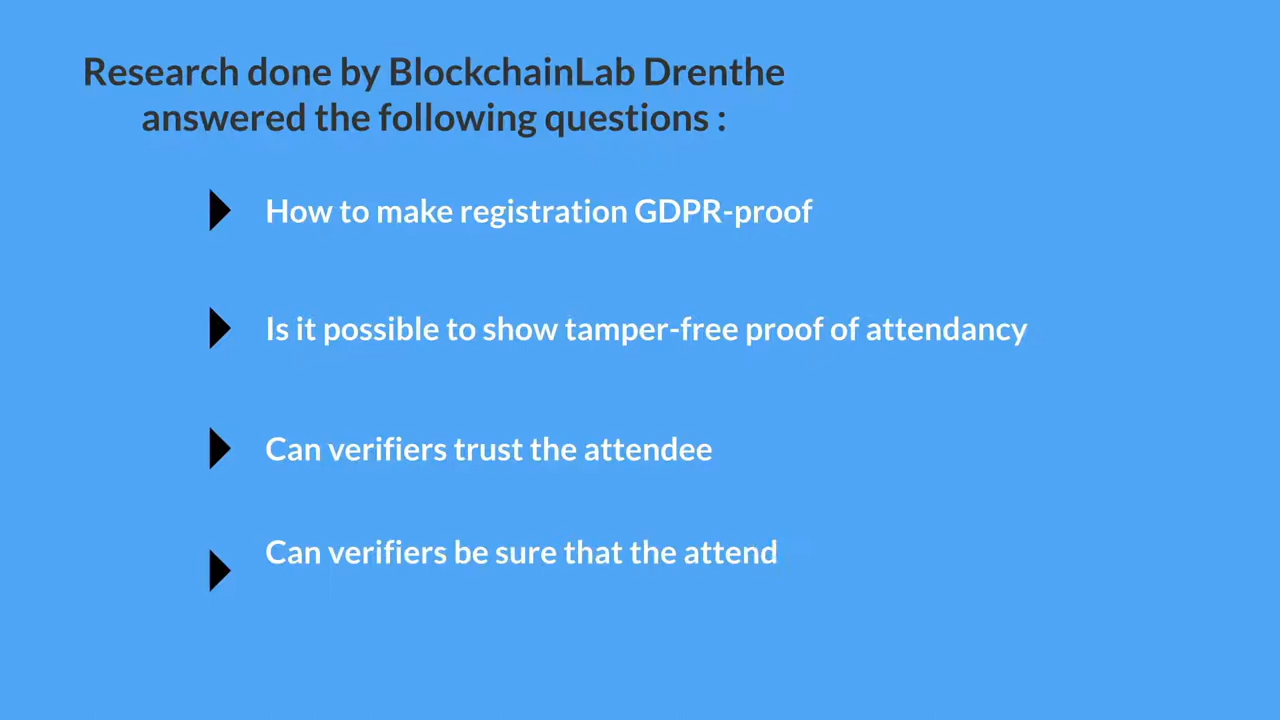 Research done by BlockchainLab Drenthe
answered the following questions :
How to make registration GDPR-proof
Is it possible to show tamper-free proof of attendancy
Can verifiers trust the attendee
Can verifiers be sure that the attend